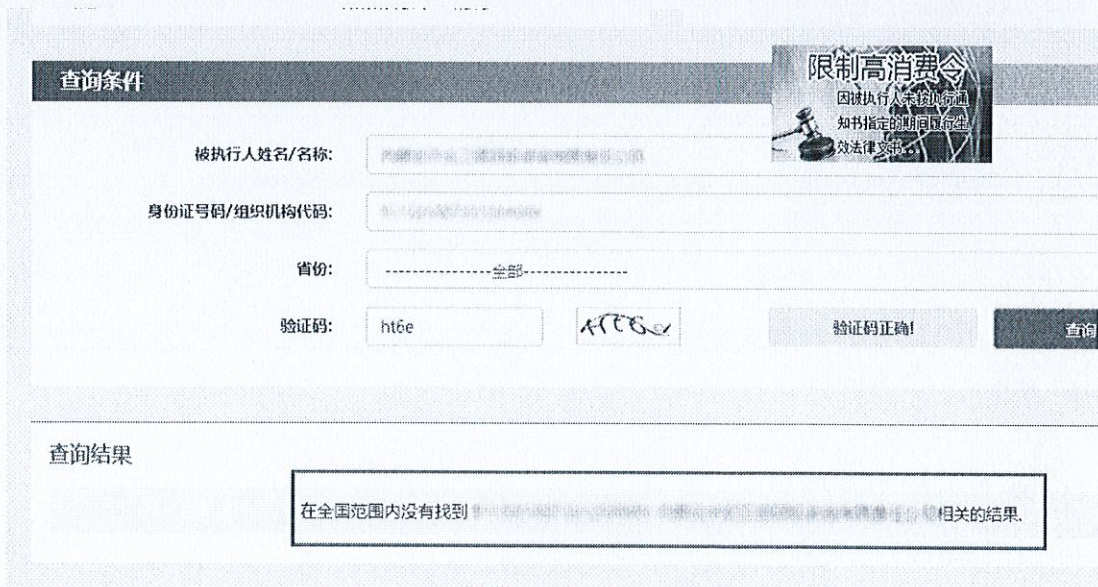 查询条件
限制高消费令
因被执行人未按执行通
知书指定的期间履行生
效法律文书
被执行人姓名/名称:
身份证号码/组织机构代码:
省份:
---------------全部---------------
验证码:
ht6e
验证码正确!
查询
查询结果
在全国范围内没有找到
相关的结果.